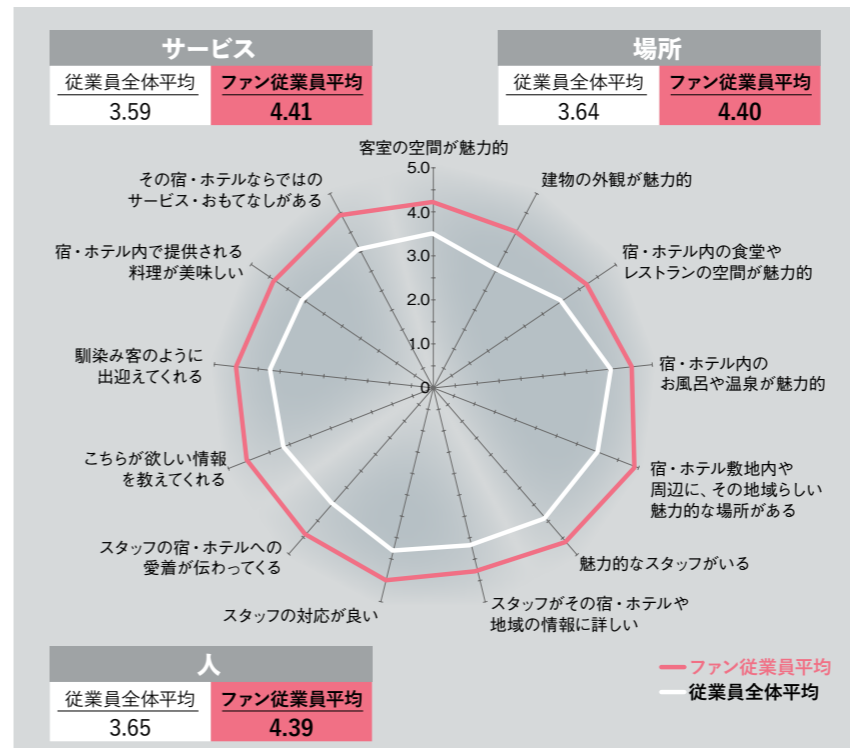 サービス
従業員全体平均
ファン従業員平均
3.59
4.41
場所
従業員全体平均
ファン従業員平均
3.64
4.40
客室の空間が魅力的
建物の外観が魅力的
宿・ホテル内の食堂や
レストランの空間が魅力的
宿・ホテル内の
お風呂や温泉が魅力的
宿・ホテル敷地内や
周辺に、その地域らしい
魅力的な場所がある
魅力的なスタッフがいる
スタッフがその宿・ホテルや
地域の情報に詳しい
スタッフの対応が良い
スタッフの宿・ホテルへの
愛着が伝わってくる
こちらが欲しい情報
を教えてくれる
馴染み客のように
出迎えてくれる
宿・ホテル内で提供される
料理が美味しい
その宿・ホテルならではの
サービス・おもてなしがある
5.0
4.0
3.0
2.0
1.0
0
人
従業員全体平均
ファン従業員平均
3.65
4.39
ファン従業員平均
従業員全体平均